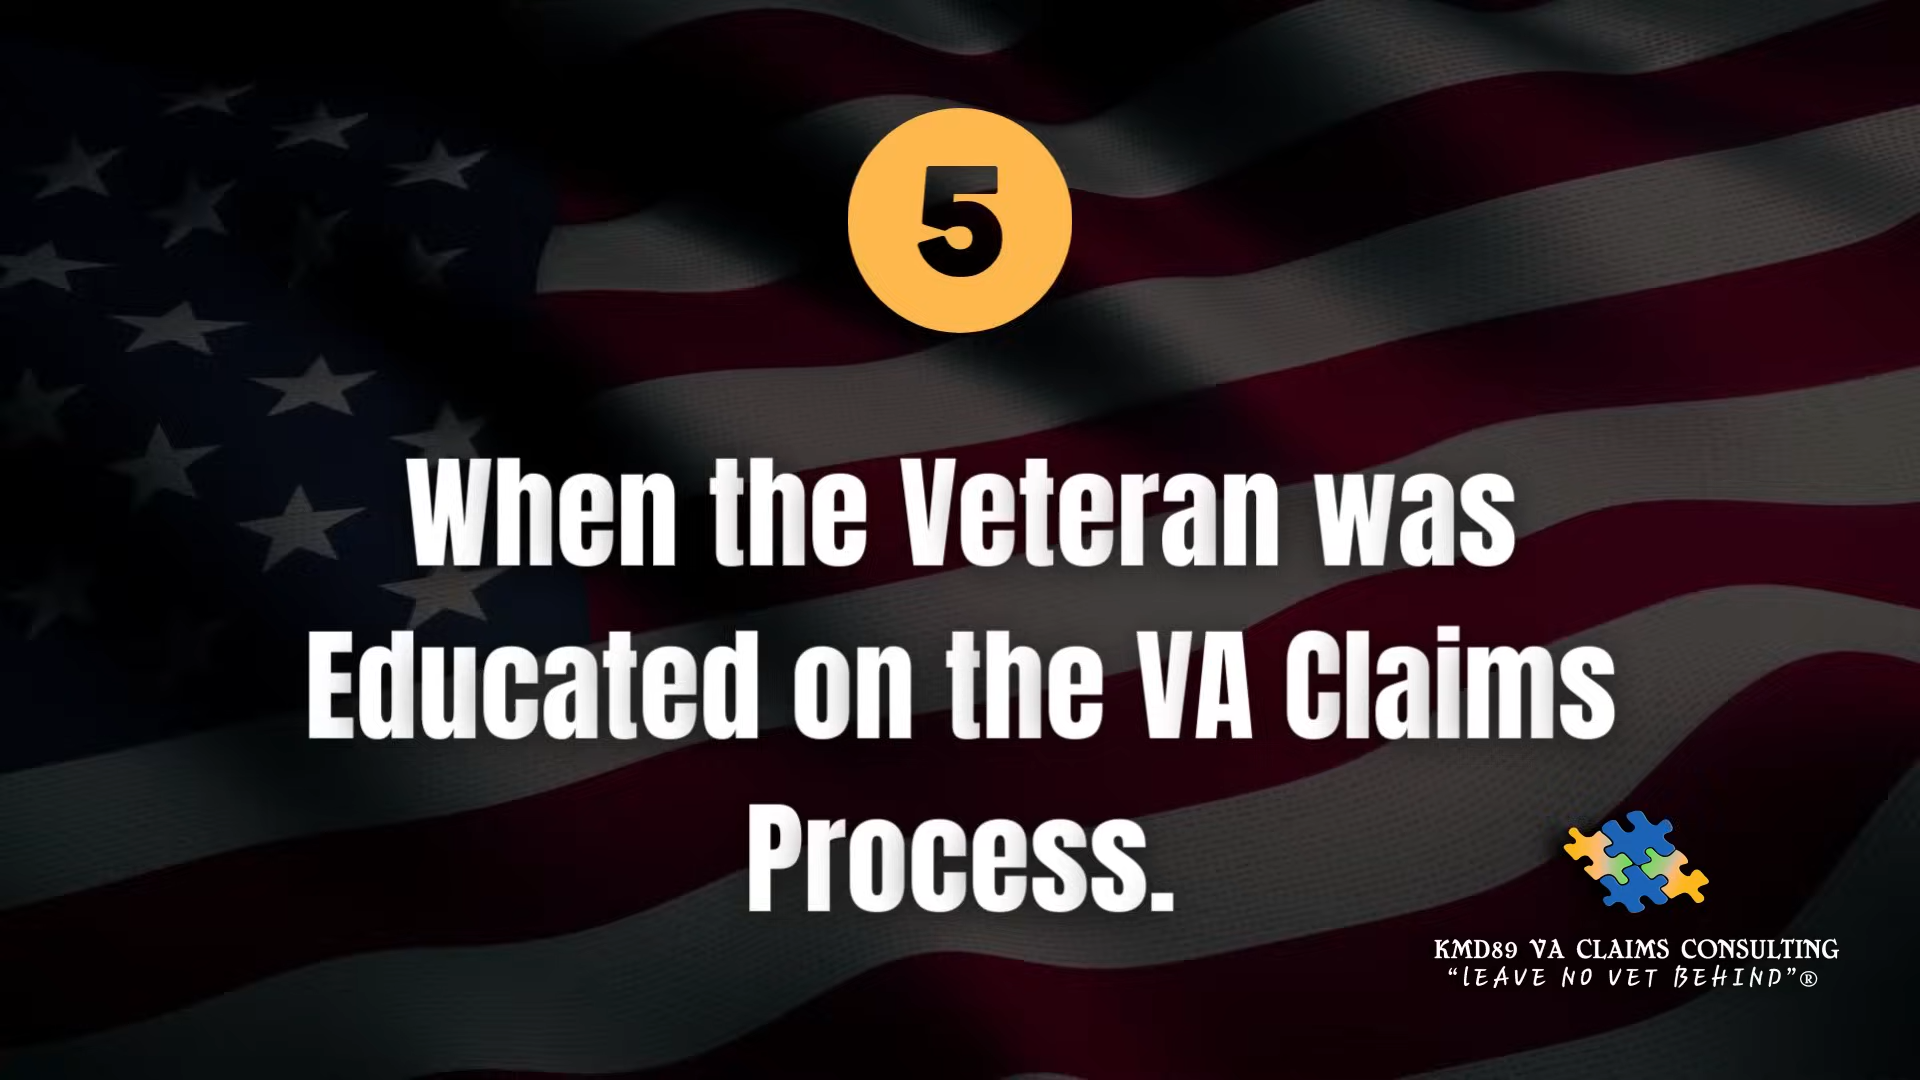 5
When the Veteran was
Educated on the VA Claims
Process.
KMD89 VA CLAIMS CONSULTING
"LEAVE NO VET BEHIND"®